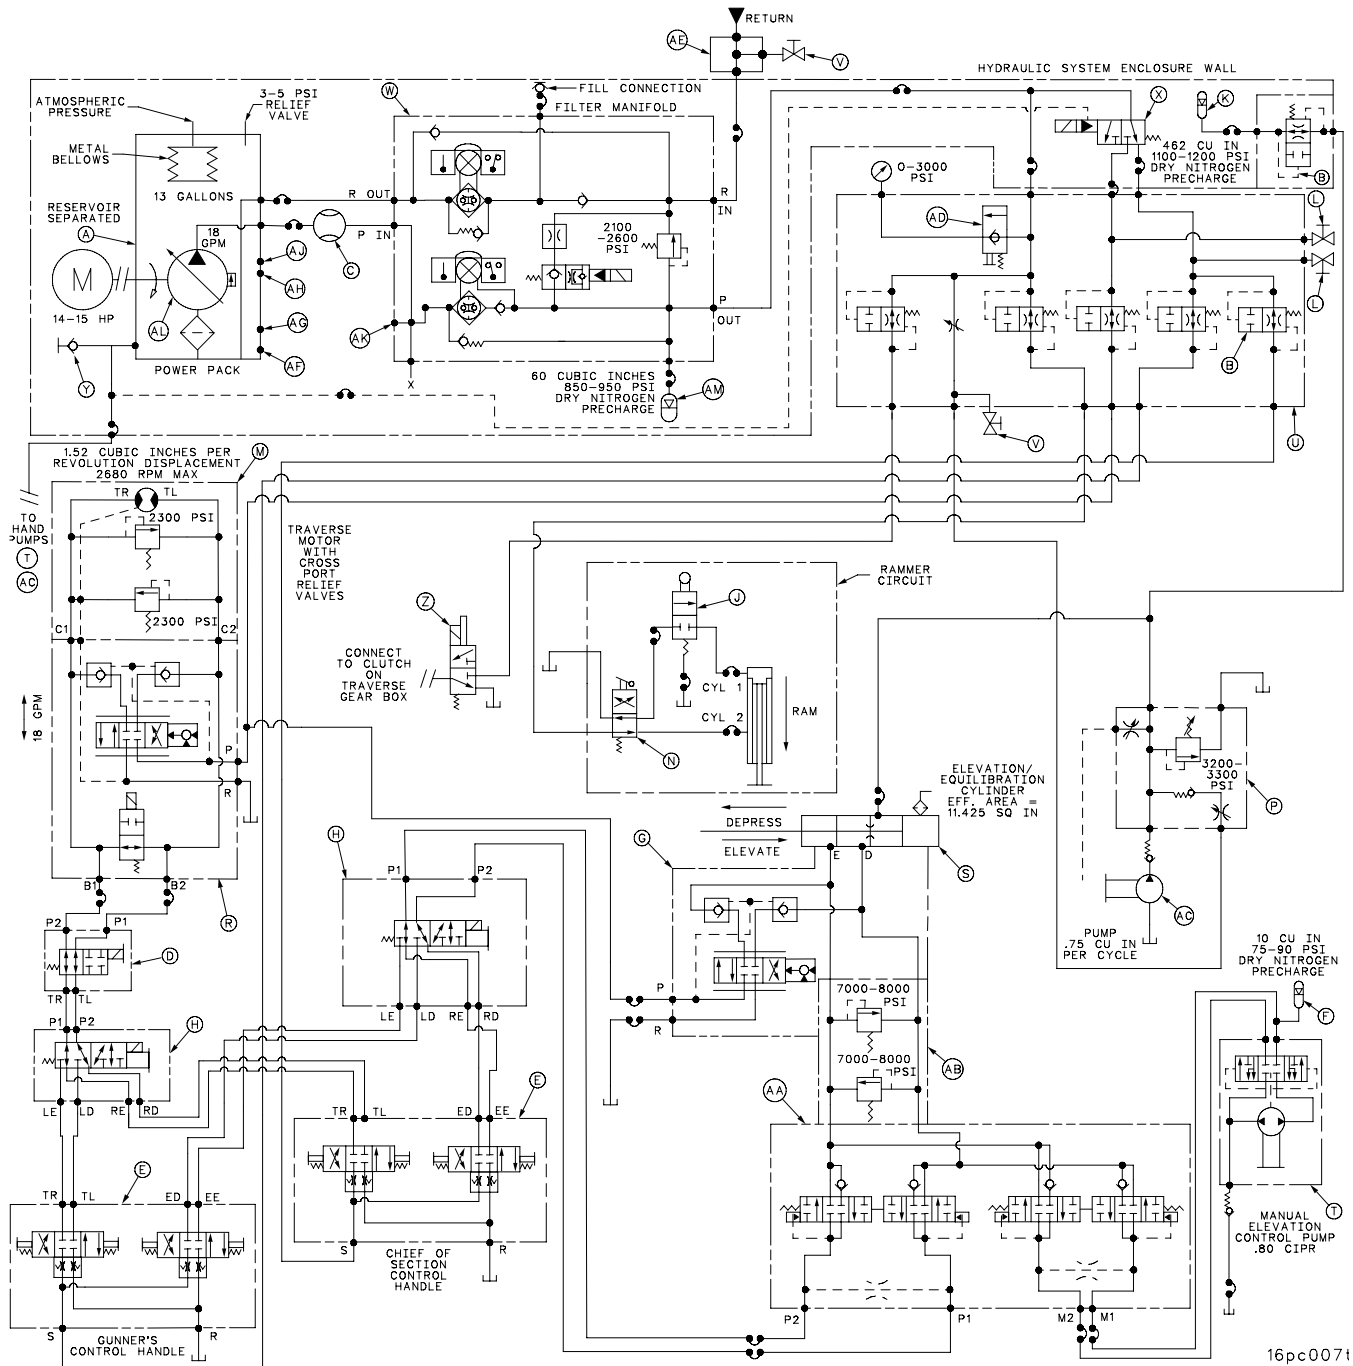 RETURN
AE
V
HYDRAULIC SYSTEM ENCLOSURE WALL
FILL CONNECTION
FILTER MANIFOLD
W
X
K
3-5 PSI
RELIEF
VALVE
ATMOSPHERIC
PRESSURE
METAL
BELLOWS
13 GALLONS
RESERVOIR
SEPARATED
A
18
GPM
M
14-15 HP
AL
POWER PACK
Y
AJ
AH
AG
AF
C
R OUT
P IN
R
IN
P
OUT
2100
-2600
PSI
AK
X
60 CUBIC INCHES
850-950 PSI
DRY NITROGEN
PRECHARGE
AM
0-3000
PSI
AD
462 CU IN
1100-1200 PSI
DRY NITROGEN
PRECHARGE
B
L
L
B
U
V
1.52 CUBIC INCHES PER
REVOLUTION DISPLACEMENT
2680 RPM MAX
M
TR
TL
2300 PSI
2300 PSI
TO
HAND
PUMPS
T
AC
TRAVERSE
MOTOR
WITH
CROSS
PORT
RELIEF
VALVES
C1
C2
18 GPM
P
R
B1
B2
R
Z
CONNECT
TO CLUTCH
ON
TRAVERSE
GEAR BOX
RAMMER
CIRCUIT
J
CYL 1
CYL 2
RAM
N
ELEVATION/
EQUILIBRATION
CYLINDER
EFF. AREA =
11.425 SQ IN
DEPRESS
ELEVATE
E
D
S
G
P
R
3200-
3300
PSI
P
AC
PUMP
.75 CU IN
PER CYCLE
10 CU IN
75-90 PSI
DRY NITROGEN
PRECHARGE
F
P2
P1
D
TR
TL
P1
P2
H
LE
LD
RE
RD
H
P1
P2
LE
LD
RE
RD
7000-8000
PSI
7000-8000
PSI
AB
AA
E
TR
TL
ED
EE
S
R
CHIEF OF
SECTION
CONTROL
HANDLE
E
TR
TL
ED
EE
S
R
GUNNER'S
CONTROL HANDLE
P2
P1
M2
M1
T
MANUAL
ELEVATION
CONTROL PUMP
.80 CIPR